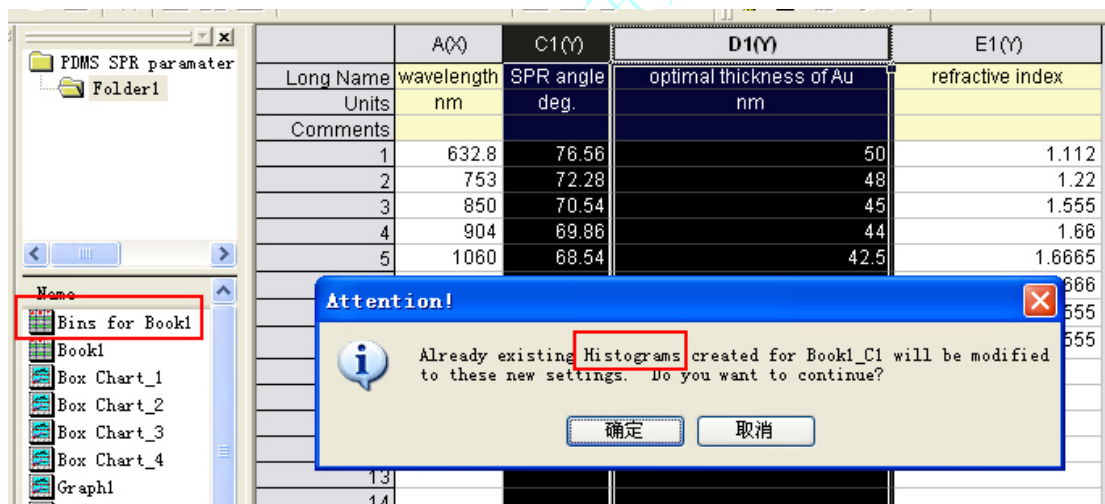 PDMS SPR paramater
Folder1
A(X) C1(Y) D1(Y) E1(Y)
Long Name wavelength SPR angle optimal thickness of Au refractive index
Units nm deg. nm
Comments
1 632.8 76.56 50 1.112
2 753 72.28 48 1.22
3 850 70.54 45 1.555
4 904 69.86 44 1.66
5 1060 68.54 42.5 1.6665
666
555
555
13
14
Name
Bins for Book1
Book1
Box Chart_1
Box Chart_2
Box Chart_3
Box Chart_4
Graph1
Attention!
Already existing Histograms created for Book1_C1 will be modified
to these new settings. Do you want to continue?
确定 取消